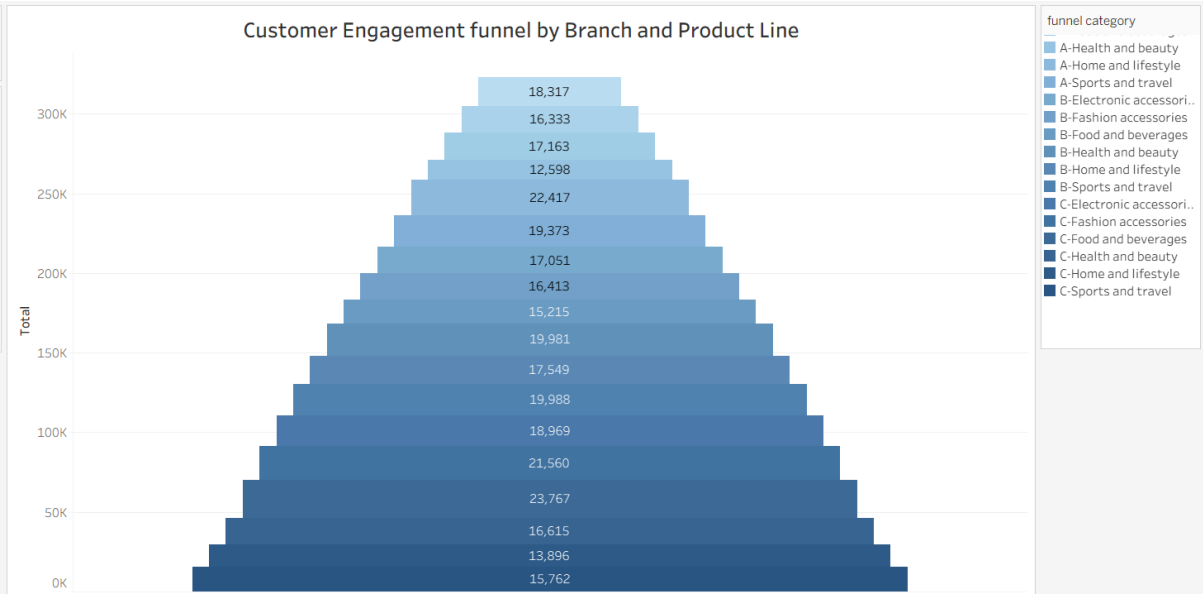 Customer Engagement funnel by Branch and Product Line
funnel category
A-Health and beauty
A-Home and lifestyle
A-Sports and travel
B-Electronic accessori..
B-Fashion accessories
B-Food and beverages
B-Health and beauty
B-Home and lifestyle
B-Sports and travel
C-Electronic accessori..
C-Fashion accessories
C-Food and beverages
C-Health and beauty
C-Home and lifestyle
C-Sports and travel
Total
300K
250K
200K
150K
100K
50K
0K
18,317
16,333
17,163
12,598
22,417
19,373
17,051
16,413
15,215
19,981
17,549
19,988
18,969
21,560
23,767
16,615
13,896
15,762